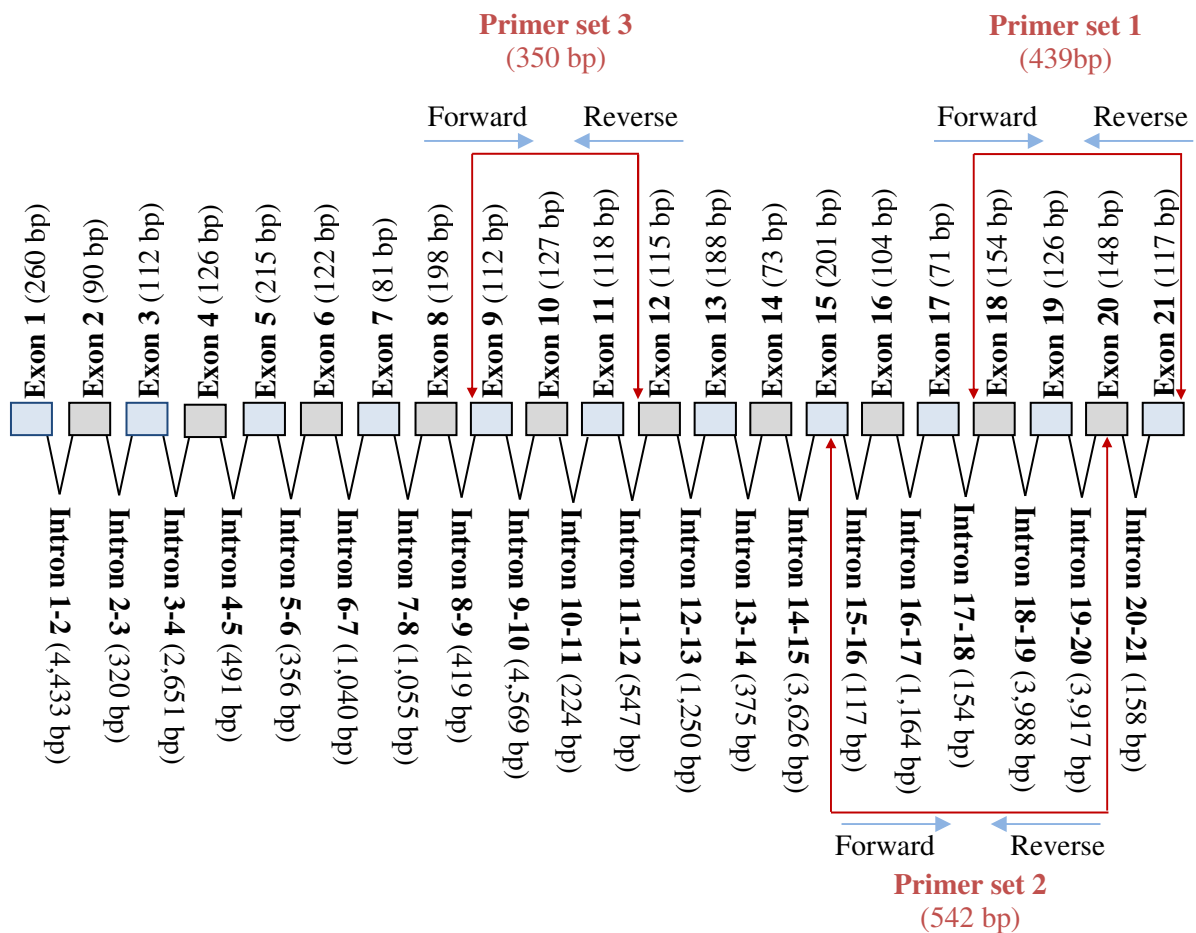 Primer set 3
(350 bp)
Primer set 1
(439bp)
Forward
Reverse
Forward
Reverse
Exon 1 (260 bp)
Exon 2 (90 bp)
Exon 3 (112 bp)
Exon 4 (126 bp)
Exon 5 (215 bp)
Exon 6 (122 bp)
Exon 7 (81 bp)
Exon 8 (198 bp)
Exon 9 (112 bp)
Exon 10 (127 bp)
Exon 11 (118 bp)
Exon 12 (115 bp)
Exon 13 (188 bp)
Exon 14 (73 bp)
Exon 15 (201 bp)
Exon 16 (104 bp)
Exon 17 (71 bp)
Exon 18 (154 bp)
Exon 19 (126 bp)
Exon 20 (148 bp)
Exon 21 (117 bp)
Intron 1-2 (4,433 bp)
Intron 2-3 (320 bp)
Intron 3-4 (2,651 bp)
Intron 4-5 (491 bp)
Intron 5-6 (356 bp)
Intron 6-7 (1,040 bp)
Intron 7-8 (1,055 bp)
Intron 8-9 (419 bp)
Intron 9-10 (4,569 bp)
Intron 10-11 (224 bp)
Intron 11-12 (547 bp)
Intron 12-13 (1,250 bp)
Intron 13-14 (375 bp)
Intron 14-15 (3,626 bp)
Intron 15-16 (117 bp)
Intron 16-17 (1,164 bp)
Intron 17-18 (154 bp)
Intron 18-19 (3,988 bp)
Intron 19-20 (3,917 bp)
Intron 20-21 (158 bp)
Forward
Reverse
Primer set 2
(542 bp)